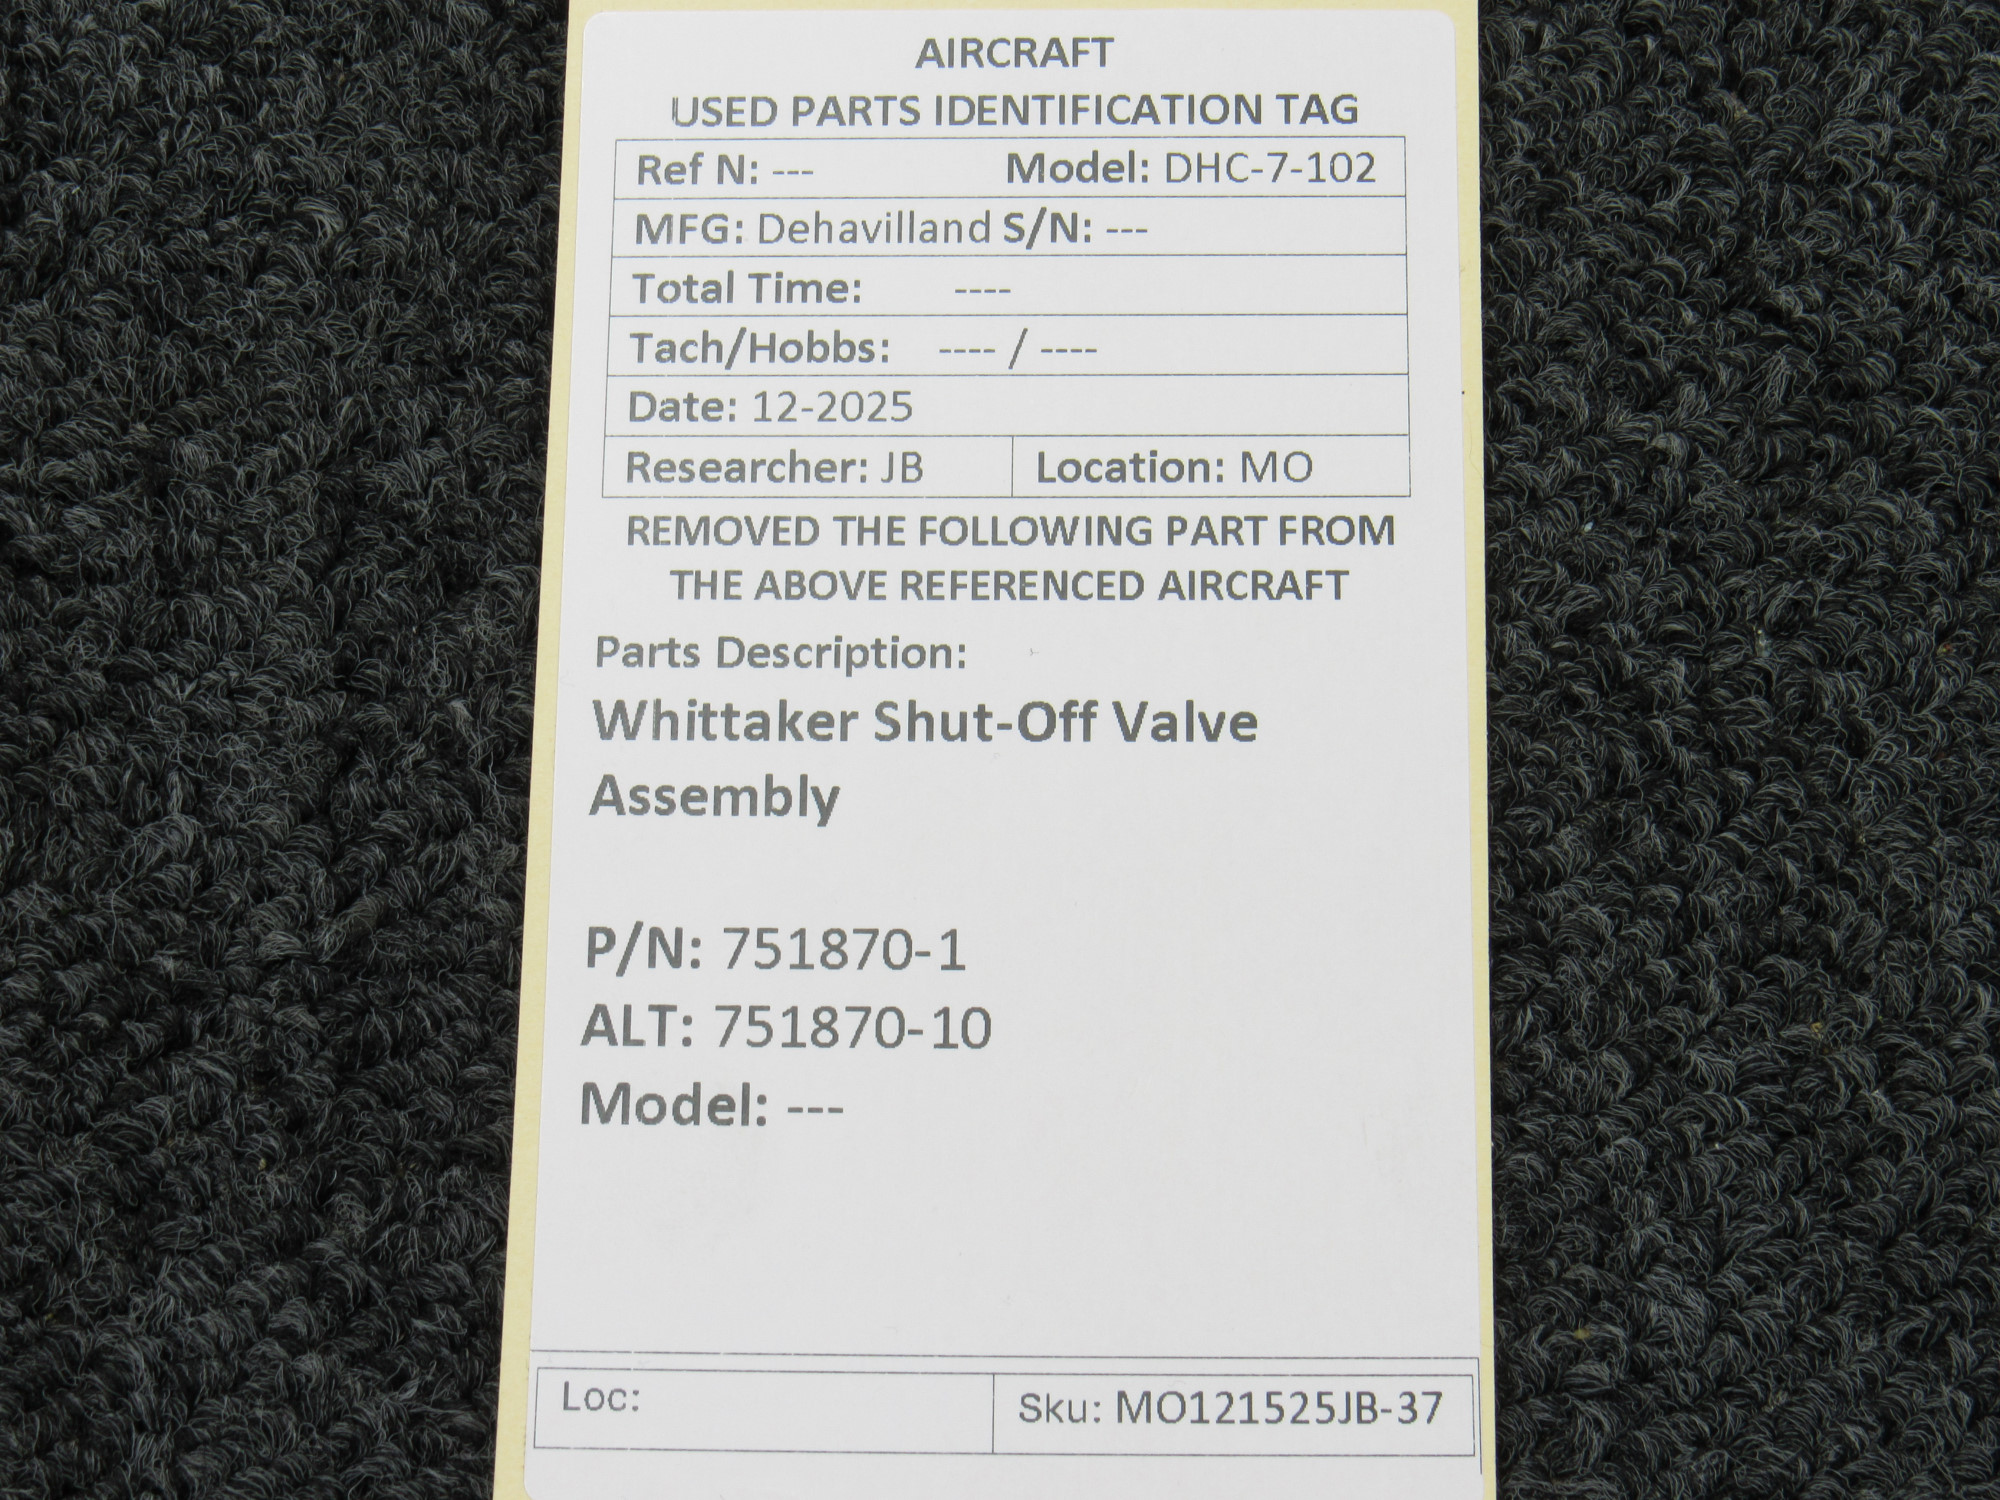 AIRCRAFT
USED PARTS IDENTIFICATION TAG
Ref N: --- Model: DHC-7-102
MFG: Dehavilland S/N: ---
Total Time: ----
Tach/Hobbs: ---- / ----
Date: 12-2025
Researcher: JB Location: MO
REMOVED THE FOLLOWING PART FROM
THE ABOVE REFERENCED AIRCRAFT
Parts Description:
Whittaker Shut-Off Valve
Assembly
P/N: 751870-1
ALT: 751870-10
Model: ---
Loc: Sku: MO121525JB-37